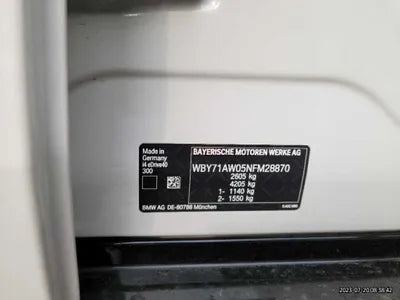 Made in
Germany
i4 eDrive40
300
BAYERISCHE MOTOREN WERKE AG
WBY71AW05NFM28870
2605 kg
4205 kg
1- 1140 kg
2- 1550 kg
BMW AG DE-80788 München
2023-07-20 08:58:42